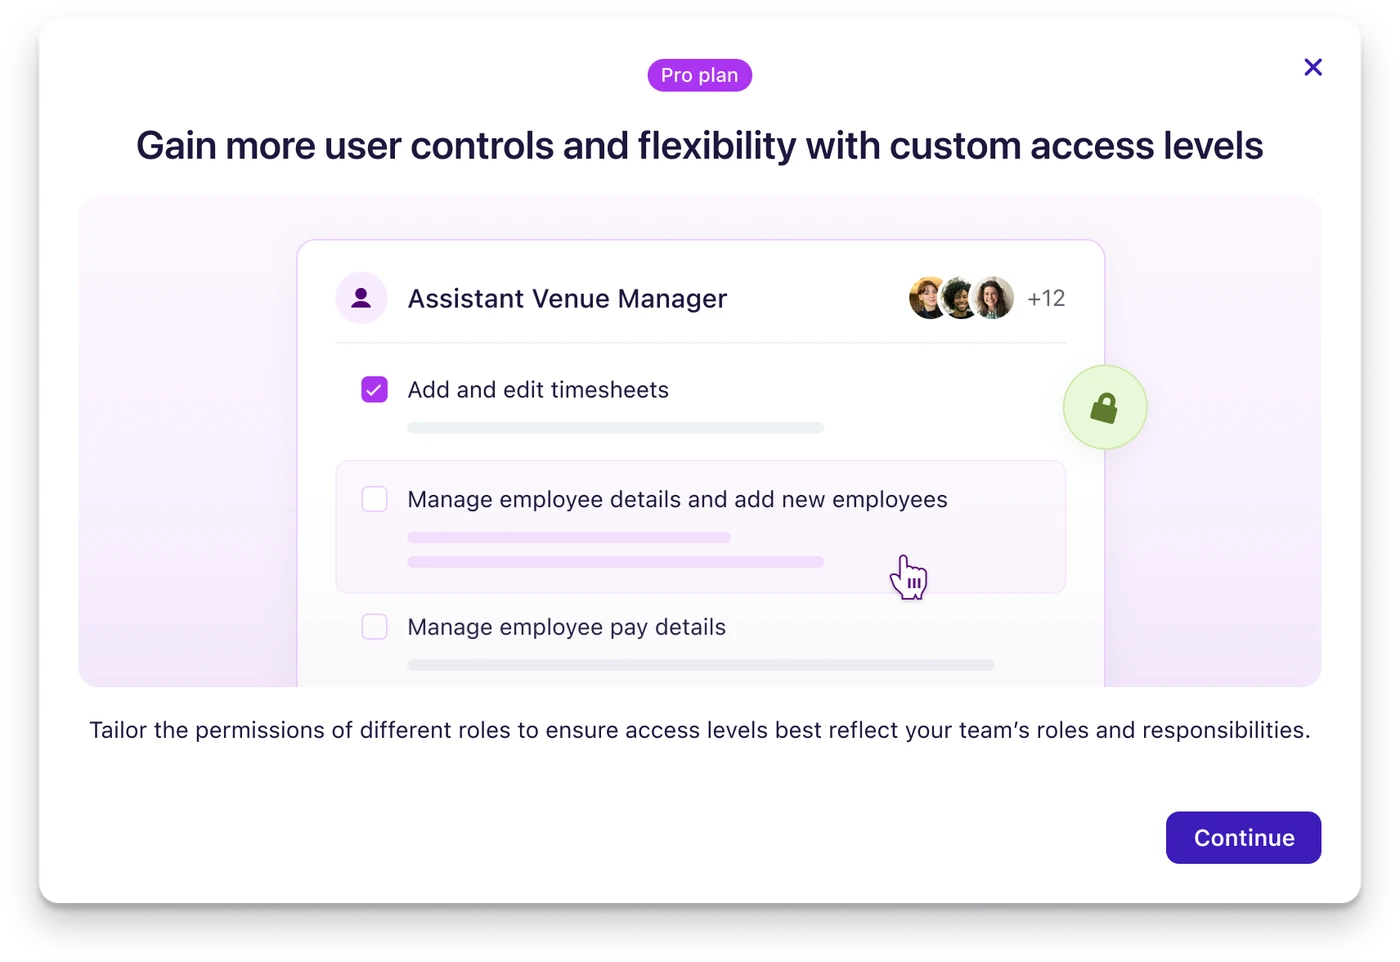 Pro plan
Gain more user controls and flexibility with custom access levels
Assistant Venue Manager
+12
Add and edit timesheets
Manage employee details and add new employees
Manage employee pay details
Tailor the permissions of different roles to ensure access levels best reflect your team’s roles and responsibilities.
Continue